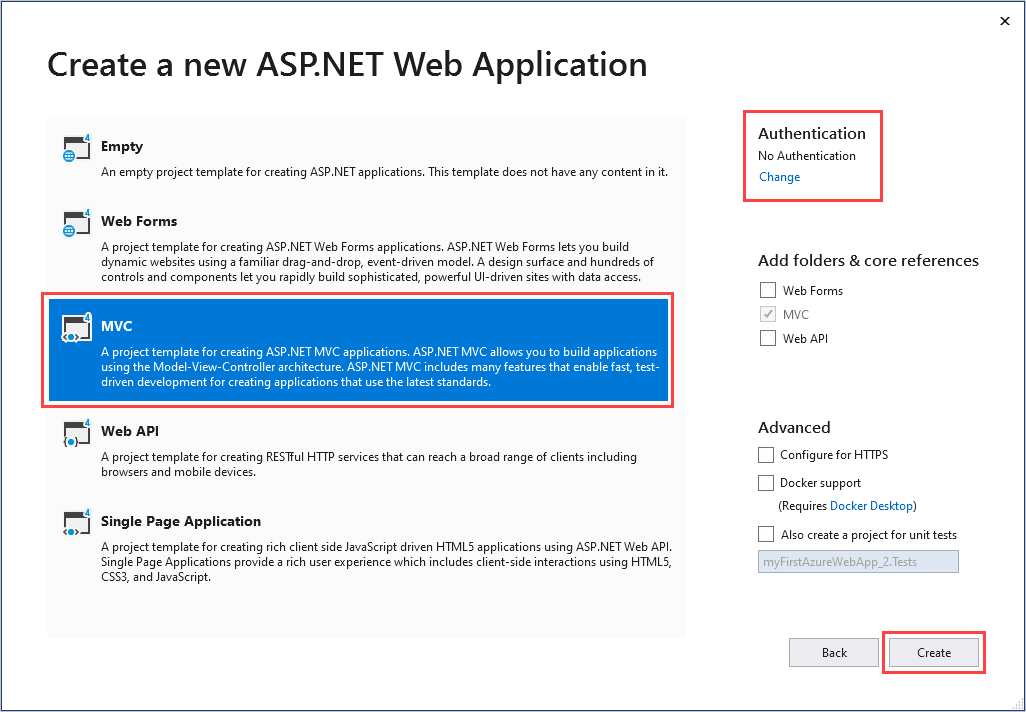 Create a new ASP.NET Web Application
4
Empty
An empty project template for creating ASP.NET applications. This template does not have any content in it.
4
Web Forms
A project template for creating ASP.NET Web Forms applications. ASP.NET Web Forms lets you build
dynamic websites using a familiar drag-and-drop, event-driven model. A design surface and hundreds of
controls and components let you rapidly build sophisticated, powerful UI-driven sites with data access.
4
MVC
A project template for creating ASP.NET MVC applications. ASP.NET MVC allows you to build applications
using the Model-View-Controller architecture. ASP.NET MVC includes many features that enable fast, test-
driven development for creating applications that use the latest standards.
4
Web API
A project template for creating RESTful HTTP services that can reach a broad range of clients including
browsers and mobile devices.
4
Single Page Application
A project template for creating rich client side JavaScript driven HTML5 applications using ASP.NET Web API.
Single Page Applications provide a rich user experience which includes client-side interactions using HTML5,
CSS3, and JavaScript.
Authentication
No Authentication
Change
Add folders & core references
Web Forms
MVC
Web API
Advanced
Configure for HTTPS
Docker support
(Requires Docker Desktop)
Also create a project for unit tests
myFirstAzureWebApp_2.Tests
Back
Create